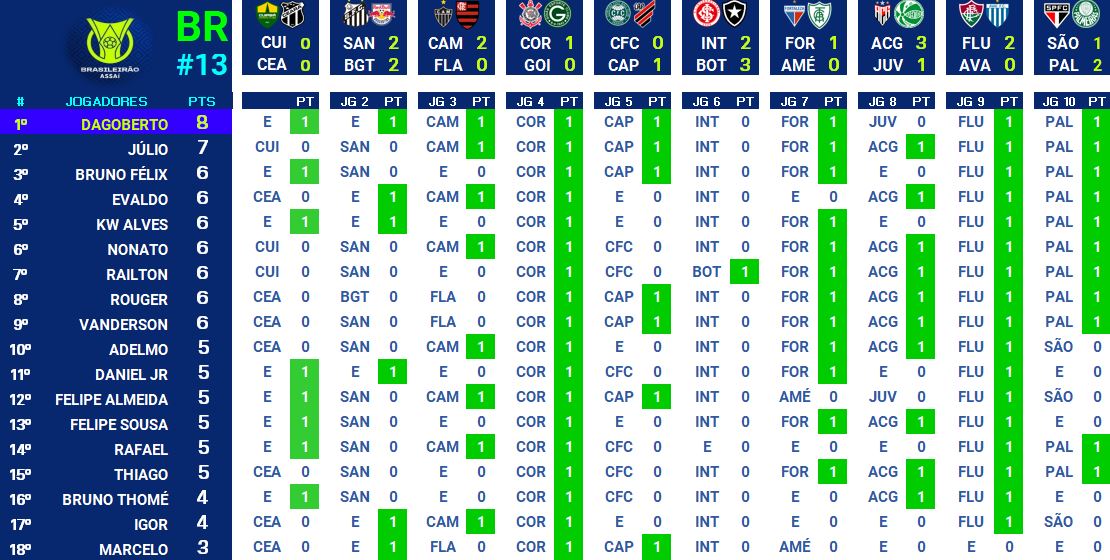 BR
#13
BRASILEIRÃO
ASSAÍ
CUI 0 SAN 2 CAM 2 COR 1 CFC 0 INT 2 FOR 1 ACG 3 FLU 2 SÃO 1
CEA 0 BGT 2 FLA 0 GOI 0 CAP 1 BOT 3 AMÉ 0 JUV 1 AVA 0 PAL 2
# JOGADORES PTS PT JG 2 PT JG 3 PT JG 4 PT JG 5 PT JG 6 PT JG 7 PT JG 8 PT JG 9 PT JG 10 PT
1º DAGOBERTO 8 E 1 E 1 CAM 1 COR 1 CAP 1 INT 0 FOR 1 JUV 0 FLU 1 PAL 1
2º JÚLIO 7 CUI 0 SAN 0 CAM 1 COR 1 CAP 1 INT 0 FOR 1 ACG 1 FLU 1 PAL 1
3º BRUNO FÉLIX 6 E 1 SAN 0 E 0 COR 1 CAP 1 INT 0 FOR 1 E 0 FLU 1 PAL 1
4º EVALDO 6 CEA 0 E 1 CAM 1 COR 1 E 0 INT 0 E 0 ACG 1 FLU 1 PAL 1
5º KW ALVES 6 E 1 E 1 E 0 COR 1 E 0 INT 0 FOR 1 E 0 FLU 1 PAL 1
6º NONATO 6 CUI 0 SAN 0 CAM 1 COR 1 CFC 0 INT 0 FOR 1 ACG 1 FLU 1 PAL 1
7º RAILTON 6 CUI 0 SAN 0 E 0 COR 1 CFC 0 BOT 1 FOR 1 ACG 1 FLU 1 PAL 1
8º ROUGER 6 CEA 0 BGT 0 FLA 0 COR 1 CAP 1 INT 0 FOR 1 ACG 1 FLU 1 PAL 1
9º VANDERSON 6 CEA 0 SAN 0 FLA 0 COR 1 CAP 1 INT 0 FOR 1 ACG 1 FLU 1 PAL 1
10º ADELMO 5 CEA 0 SAN 0 CAM 1 COR 1 E 0 INT 0 FOR 1 ACG 1 FLU 1 SÃO 0
11º DANIEL JR 5 E 1 E 1 E 0 COR 1 CFC 0 INT 0 FOR 1 E 0 FLU 1 E 0
12º FELIPE ALMEIDA 5 E 1 SAN 0 CAM 1 COR 1 CAP 1 INT 0 AMÉ 0 JUV 0 FLU 1 SÃO 0
13º FELIPE SOUSA 5 E 1 SAN 0 E 0 COR 1 E 0 INT 0 FOR 1 ACG 1 FLU 1 E 0
14º RAFAEL 5 E 1 SAN 0 CAM 1 COR 1 CFC 0 E 0 E 0 E 0 FLU 1 PAL 1
15º THIAGO 5 CEA 0 SAN 0 E 0 COR 1 CFC 0 INT 0 FOR 1 ACG 1 FLU 1 PAL 1
16º BRUNO THOMÉ 4 E 1 SAN 0 E 0 COR 1 CFC 0 INT 0 E 0 ACG 1 FLU 1 E 0
17º IGOR 4 CEA 0 E 1 CAM 1 COR 1 E 0 INT 0 E 0 E 0 FLU 1 SÃO 0
18º MARCELO 3 CEA 0 E 1 FLA 0 COR 1 CAP 1 INT 0 AMÉ 0 E 0 E 0 E 0